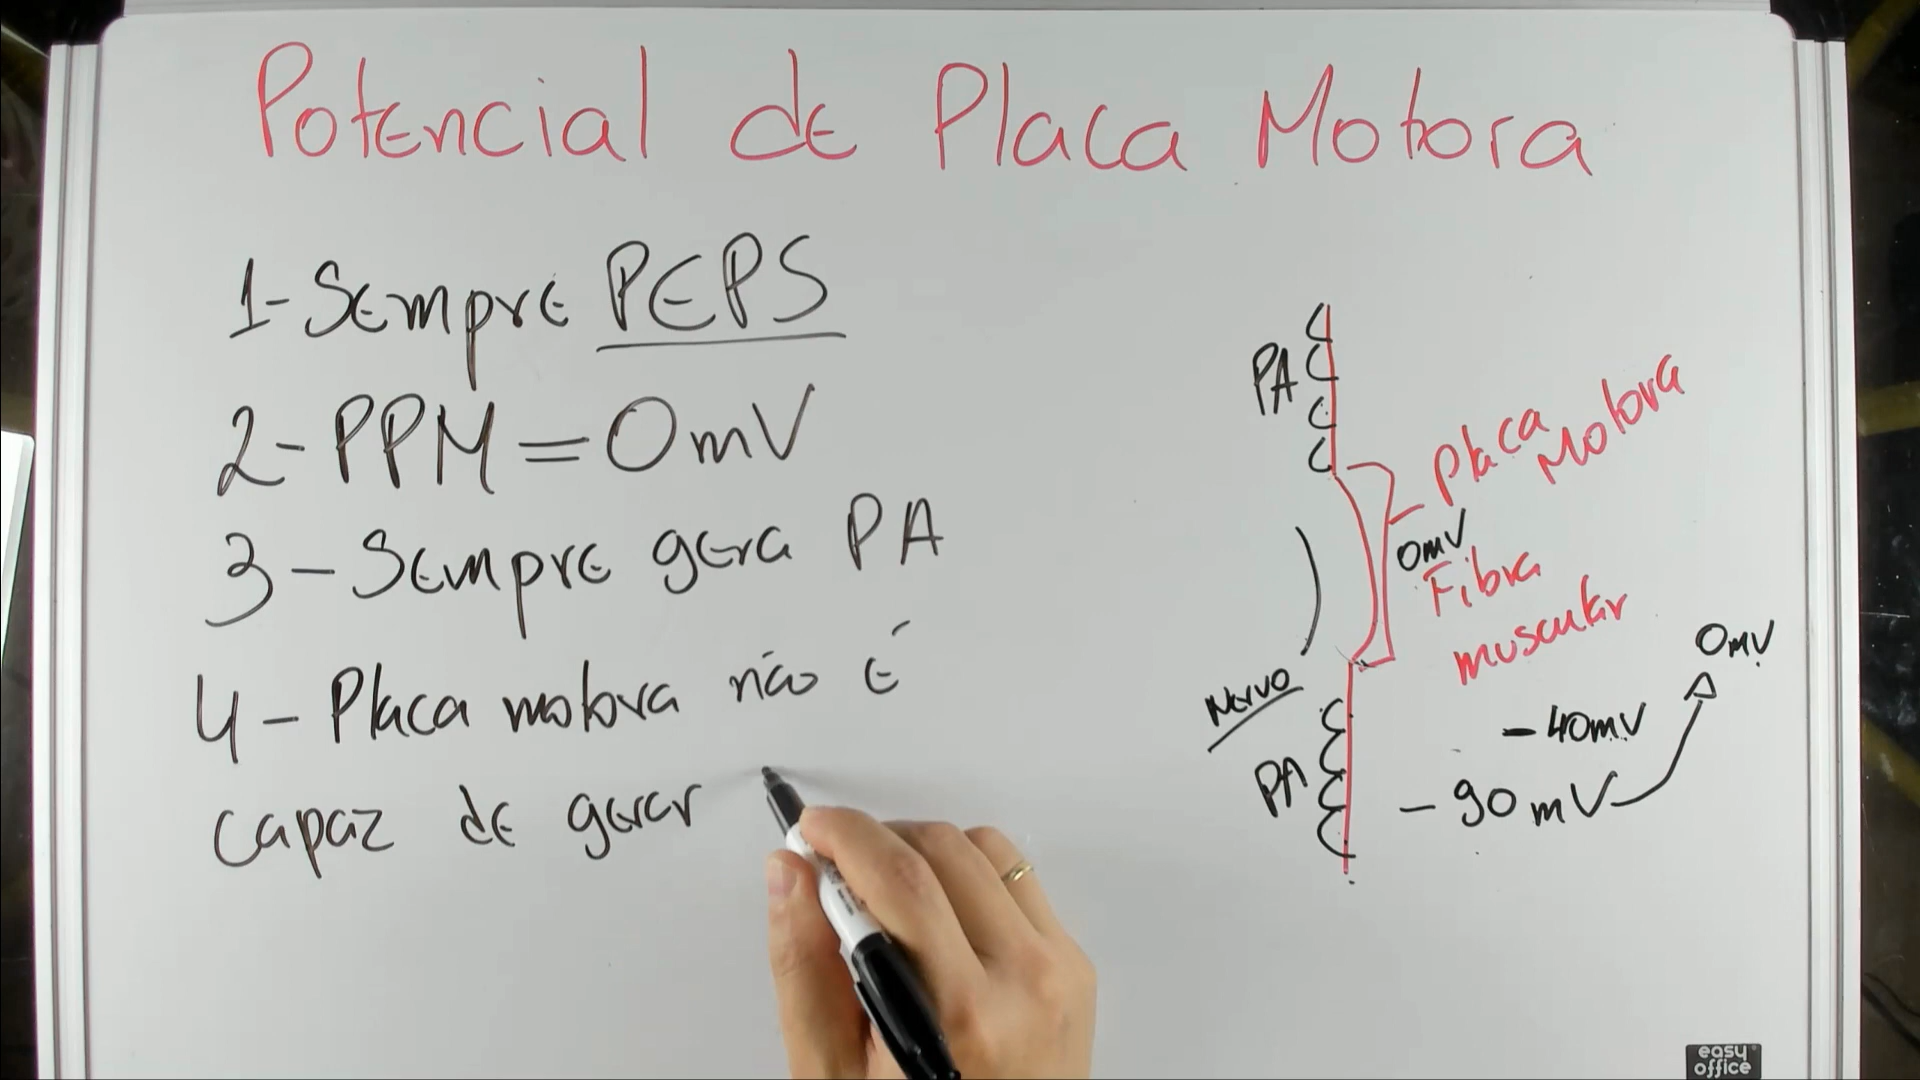 Potencial de Placa Motora
1-Sempre PEPS
2-PPM=0mV
3-Sempre gera PA
4-Placa motora não é
capaz de gerar
PA
Placa
Motora
0mV
Fibra
muscular
Nervo
PA
0mV
-40mV
-90mV
easy
office